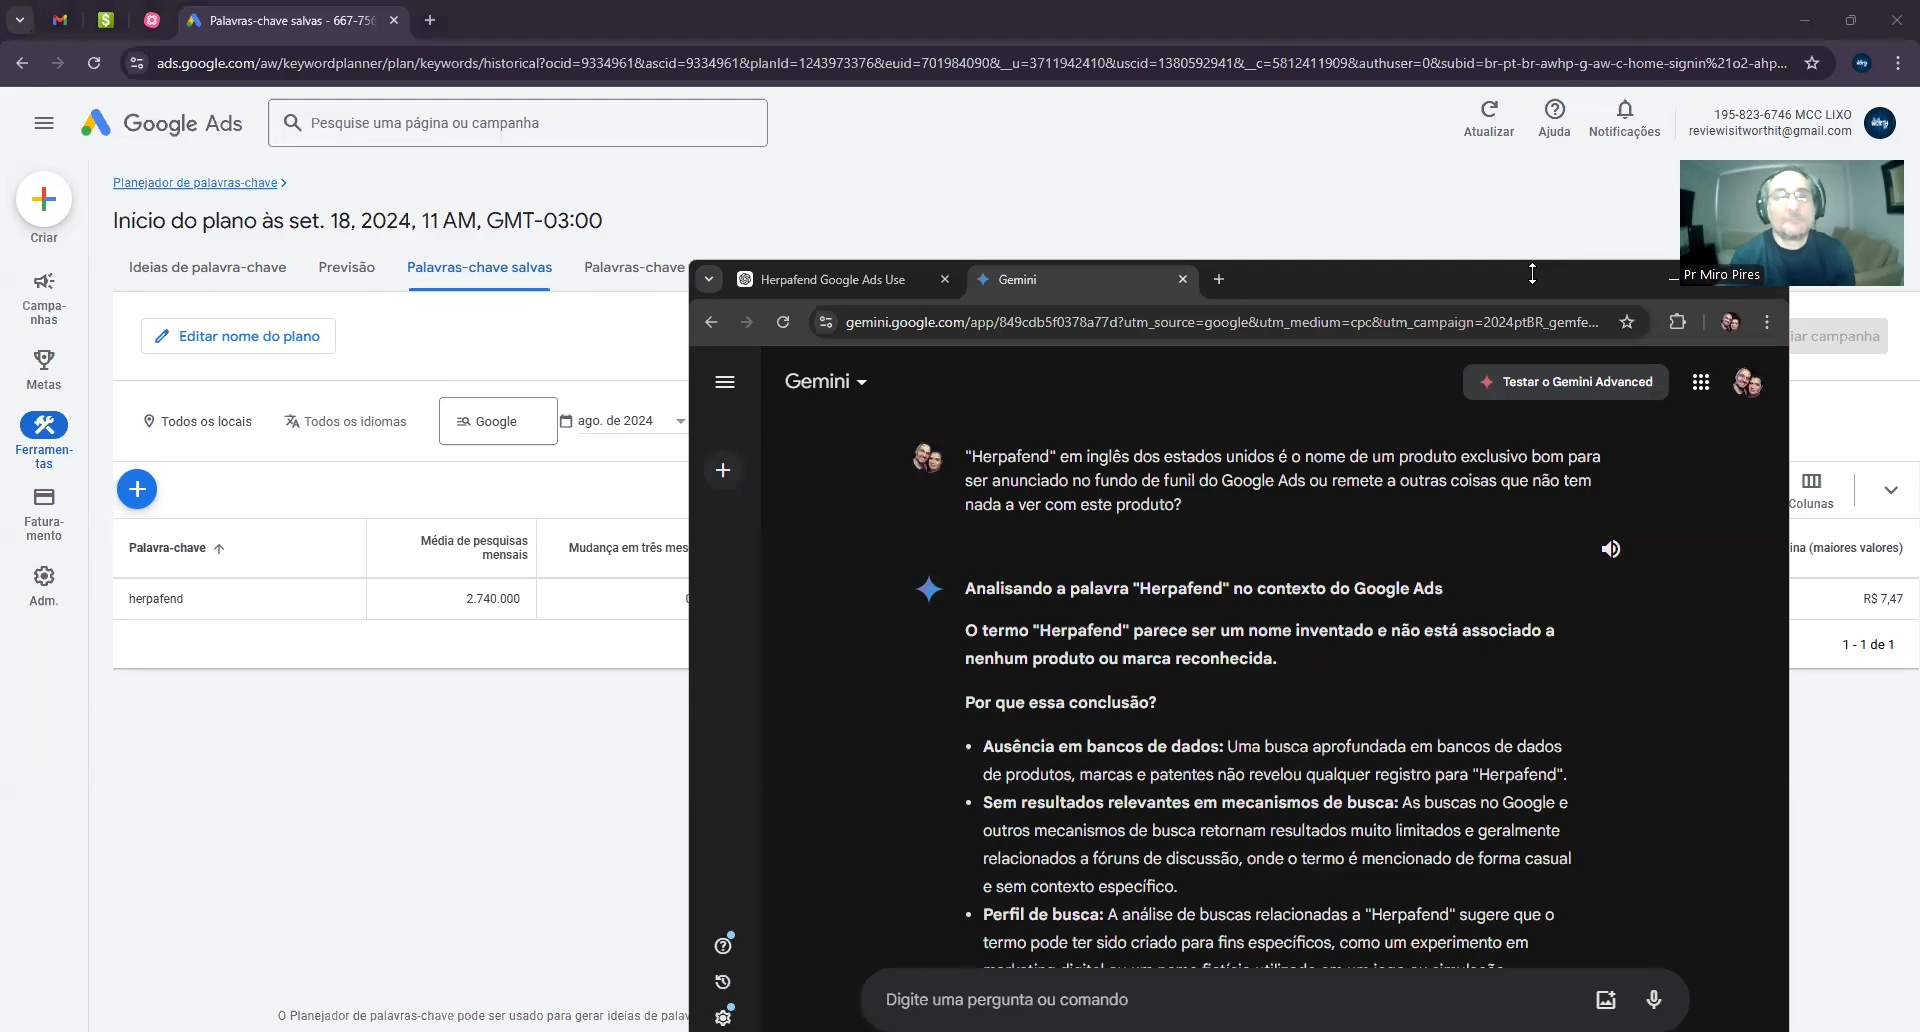 Palavras-chave salvas - 667-756
ads.google.com/aw/keywordplanner/plan/keywords/historical?ocid=9334961&ascid=9334961&planId=1243973376&euid=701984090&__u=3711942410&uscid=1380592941&__c=5812411909&authuser=0&subid=br-pt-br-awhp-g-aw-c-home-signin%21o2-ahp...
Google Ads
Pesquise uma página ou campanha
Atualizar
Ajuda
Notificações
195-823-6746 MCC LIXO
reviewisitworthit@gmail.com
Criar
Campa-
nhas
Metas
Ferramen-
tas
Fatura-
mento
Adm.
Planejador de palavras-chave
Início do plano às set. 18, 2024, 11 AM, GMT-03:00
Ideias de palavra-chave
Previsão
Palavras-chave salvas
Palavras-chave
Editar nome do plano
Todos os locais
Todos os idiomas
Google
ago. de 2024
Palavra-chave
Média de pesquisas
mensais
Mudança em três mes
herpafend
2.740.000
iar campanha
Colunas
ina (maiores valores)
R$ 7,47
1 - 1 de 1
O Planejador de palavras-chave pode ser usado para gerar ideias de palav
Pr Miro Pires
Herpafend Google Ads Use
Gemini
gemini.google.com/app/849cdb5f0378a77d?utm_source=google&utm_medium=cpc&utm_campaign=2024ptBR_gemfe...
Gemini
Testar o Gemini Advanced
"Herpafend" em inglês dos estados unidos é o nome de um produto exclusivo bom para
ser anunciado no fundo de funil do Google Ads ou remete a outras coisas que não tem
nada a ver com este produto?
Analisando a palavra "Herpafend" no contexto do Google Ads
O termo "Herpafend" parece ser um nome inventado e não está associado a
nenhum produto ou marca reconhecida.
Por que essa conclusão?
• Ausência em bancos de dados: Uma busca aprofundada em bancos de dados
de produtos, marcas e patentes não revelou qualquer registro para "Herpafend".
• Sem resultados relevantes em mecanismos de busca: As buscas no Google e
outros mecanismos de busca retornam resultados muito limitados e geralmente
relacionados a fóruns de discussão, onde o termo é mencionado de forma casual
e sem contexto específico.
• Perfil de busca: A análise de buscas relacionadas a "Herpafend" sugere que o
termo pode ter sido criado para fins específicos, como um experimento em
Digite uma pergunta ou comando